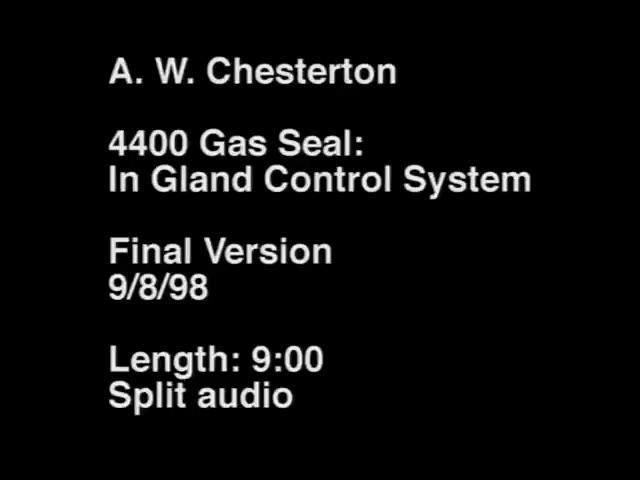 A. W. Chesterton
4400 Gas Seal:
In Gland Control System
Final Version
9/8/98
Length: 9:00
Split audio